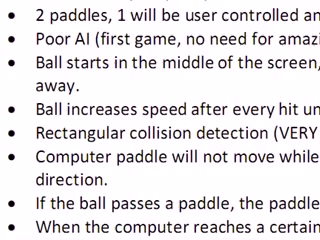 • 2 paddles, 1 will be user controlled an
• Poor AI (first game, no need for amazi
• Ball starts in the middle of the screen,
away.
• Ball increases speed after every hit un
• Rectangular collision detection (VERY
• Computer paddle will not move while
direction.
• If the ball passes a paddle, the paddle
• When the computer reaches a certain